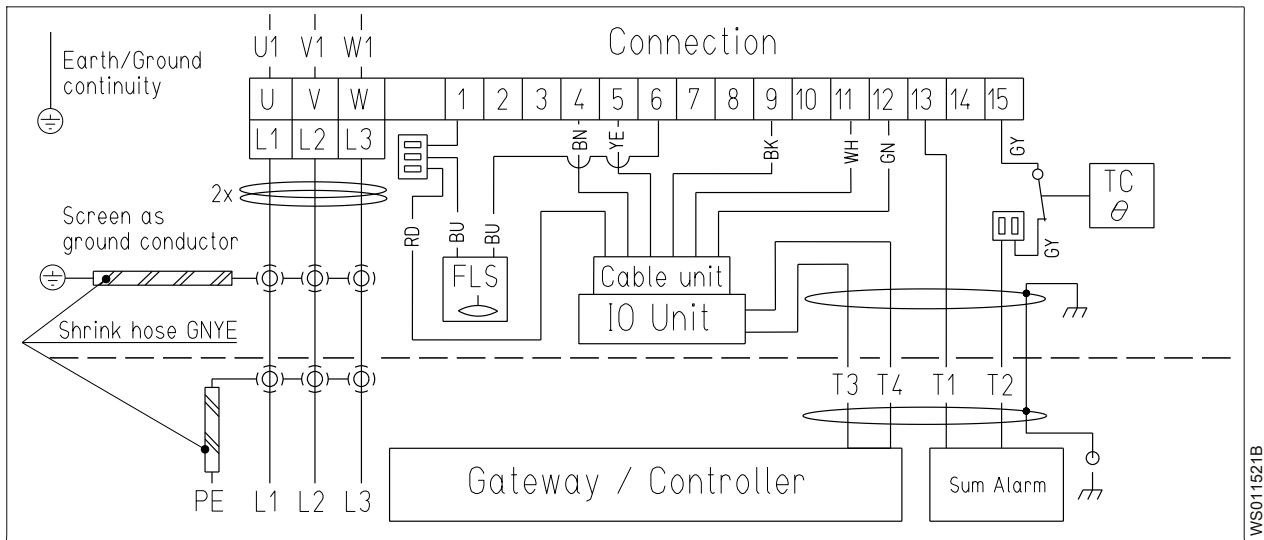 U1 V1 W1
Connection
Earth/Ground
continuity
U V W 1 2 3 4 5 6 7 8 9 10 11 12 13 14 15
L1 L2 L3
BN YE BK WH GN GY
2x
TC
θ
Screen as
ground conductor
RD BU BU GY
FLS
Cable unit
IO Unit
Shrink hose GNYE
T3 T4 T1 T2
Gateway / Controller
Sum Alarm
PE L1 L2 L3
WS011521B